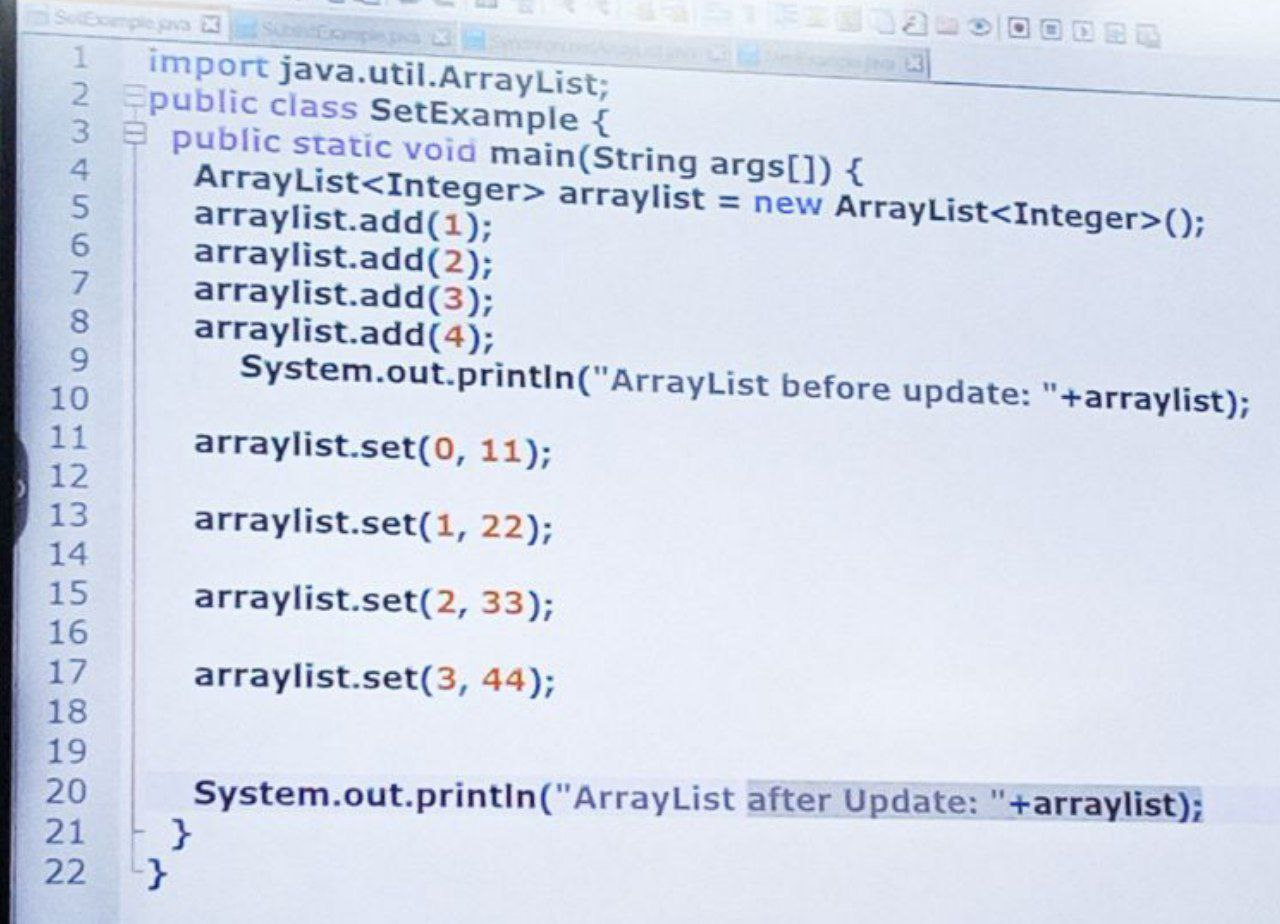 SetExample.java
1 import java.util.ArrayList;
2 public class SetExample {
3 public static void main(String args[]) {
4 ArrayList<Integer> arraylist = new ArrayList<Integer>();
5 arraylist.add(1);
6 arraylist.add(2);
7 arraylist.add(3);
8 arraylist.add(4);
9 System.out.println("ArrayList before update: "+arraylist);
10
11 arraylist.set(0, 11);
12
13 arraylist.set(1, 22);
14
15 arraylist.set(2, 33);
16
17 arraylist.set(3, 44);
18
19
20 System.out.println("ArrayList after Update: "+arraylist);
21 }
22 }